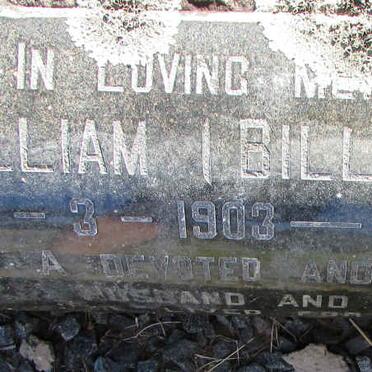 IN LOVING ME
LLIAM (BILL
- 3 - 1903 -
A DEVOTED AND
HUSBAND AND